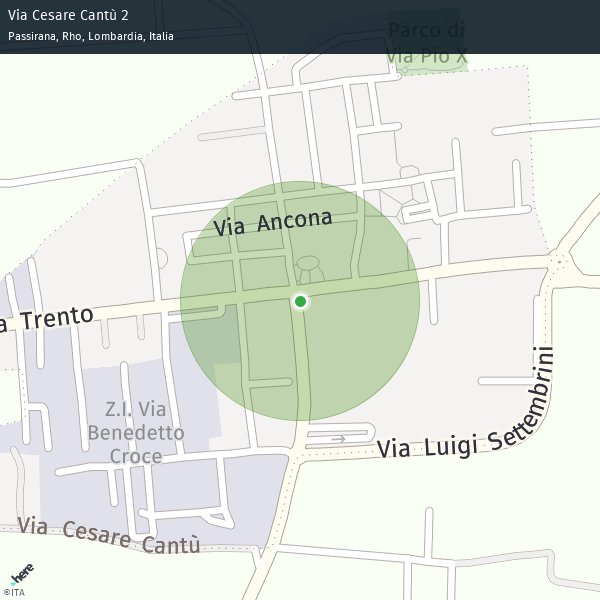 Via Cesare Cantù 2
Passirana, Rho, Lombardia, Italia
Parco di
Via Pio X
Via Ancona
a Trento
Via Luigi Settembrini
Z.I. Via
Benedetto
Croce
Via Cesare Cantù
here
©ITA